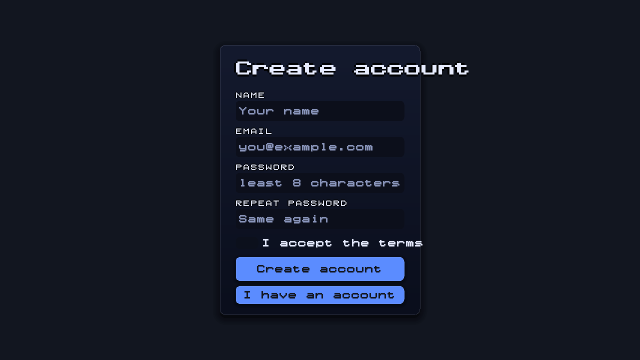 Create account
NAME
Your name
EMAIL
you@example.com
PASSWORD
least 8 characters
REPEAT PASSWORD
Same again
I accept the terms
Create account
I have an account